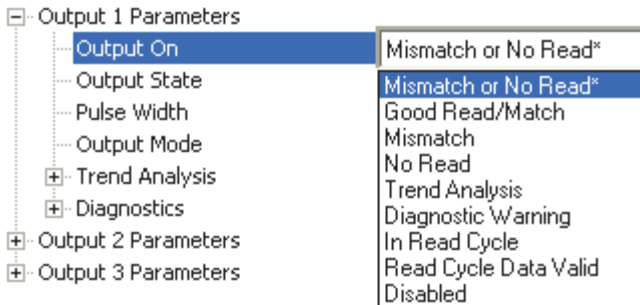 Output 1 Parameters
Output On Mismatch or No Read*
Output State Mismatch or No Read*
Pulse Width Good Read/Match
Output Mode Mismatch
Trend Analysis No Read
Diagnostics Trend Analysis
Output 2 Parameters Diagnostic Warning
Output 3 Parameters In Read Cycle
Read Cycle Data Valid
Disabled